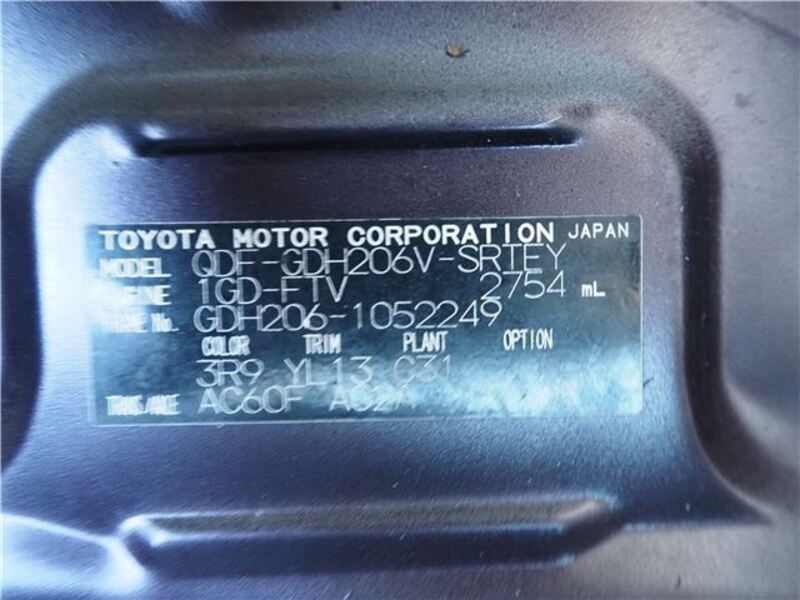 TOYOTA MOTOR CORPORATION JAPAN
MODEL QDF-GDH206V-SRTEY
ENGINE 1GD-FTV 2754 mL
FRAME No. GDH206-1052249
COLOR TRIM PLANT OPTION
3R9 YL13 C31
TRANS/AXLE AC60F A02A